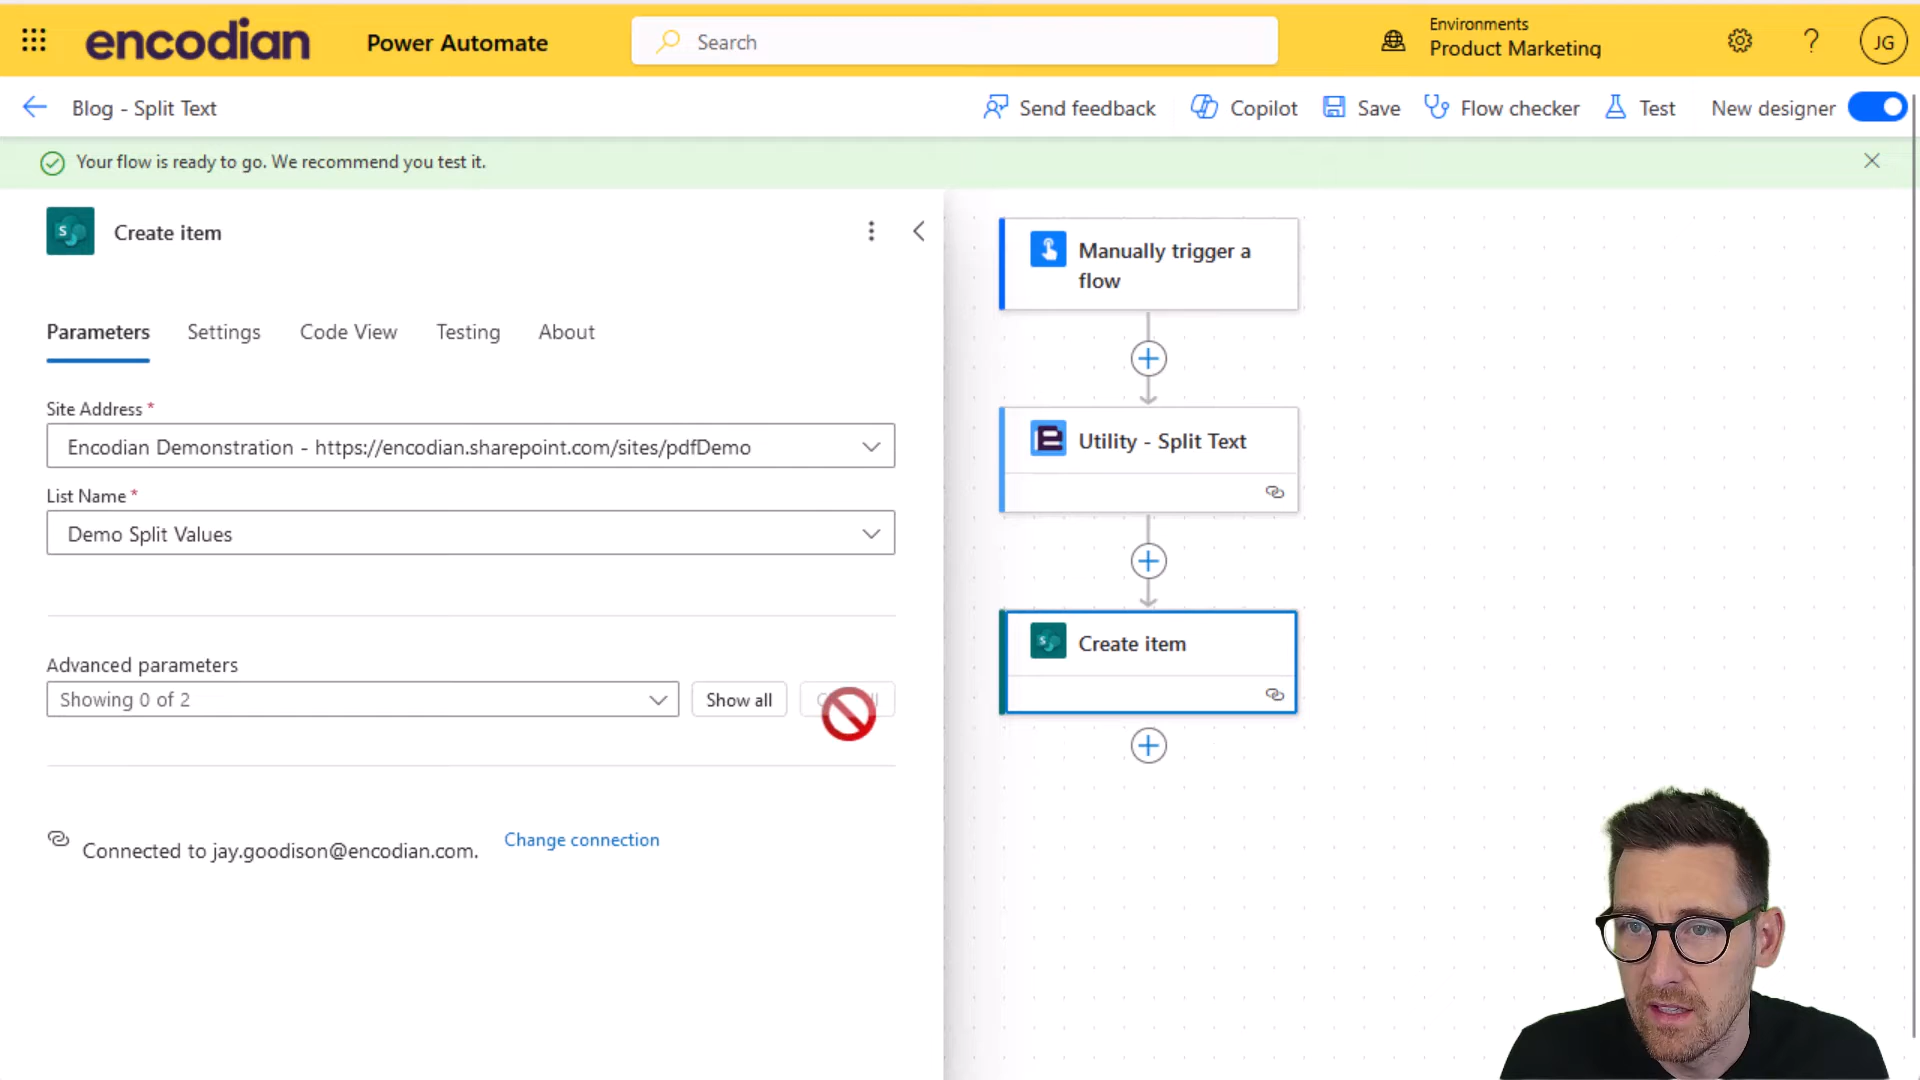 encodian
Power Automate
Search
Environments
Product Marketing
?
JG
Blog - Split Text
Send feedback
Copilot
Save
Flow checker
Test
New designer
Your flow is ready to go. We recommend you test it.
Create item
Parameters
Settings
Code View
Testing
About
Site Address *
Encodian Demonstration - https://encodian.sharepoint.com/sites/pdfDemo
List Name *
Demo Split Values
Advanced parameters
Showing 0 of 2
Show all
Connected to jay.goodison@encodian.com.
Change connection
Manually trigger a
flow
Utility - Split Text
Create item